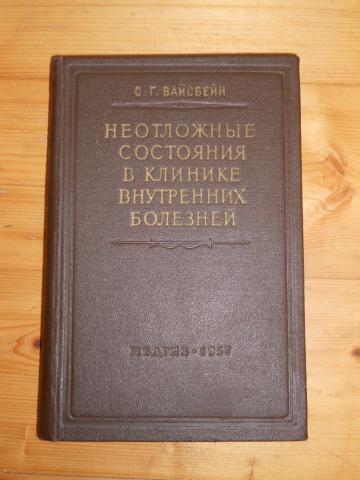 С. Г. ВАЙСБЕЙН
НЕОТЛОЖНЫЕ
СОСТОЯНИЯ
В КЛИНИКЕ
ВНУТРЕННИХ
БОЛЕЗНЕЙ
МЕДГИЗ • 1957